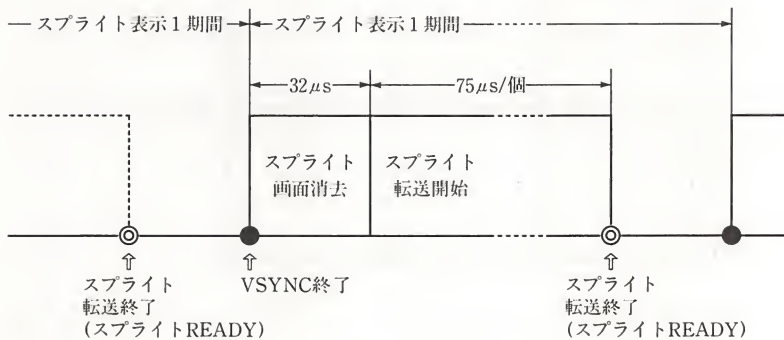 スプライト表示1期間
スプライト表示1期間
32μs
75μs/個
スプライト
画面消去
スプライト
転送開始
スプライト
転送終了
(スプライトREADY)
VSYNC終了
スプライト
転送終了
(スプライトREADY)